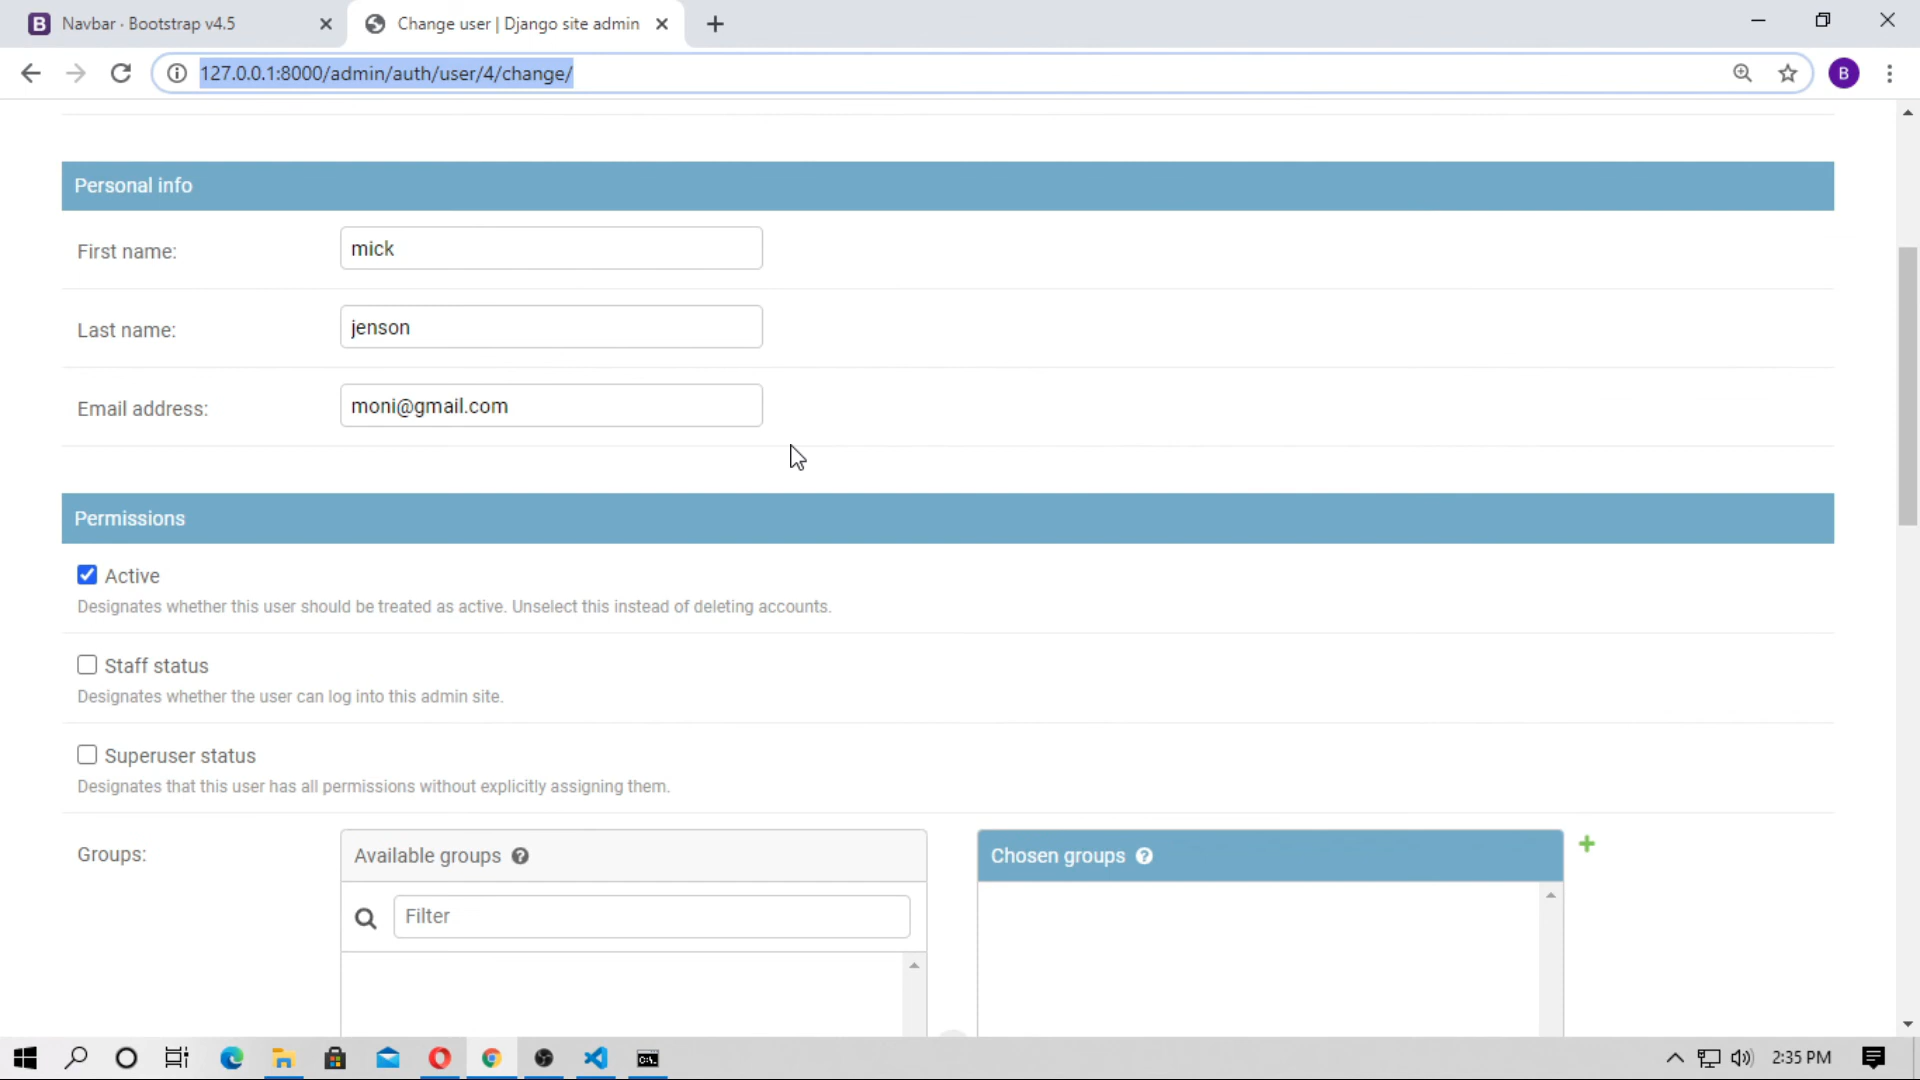 B Navbar · Bootstrap v4.5
Change user | Django site admin
127.0.0.1:8000/admin/auth/user/4/change/
B
Personal info
First name:
mick
Last name:
jenson
Email address:
moni@gmail.com
Permissions
Active
Designates whether this user should be treated as active. Unselect this instead of deleting accounts.
Staff status
Designates whether the user can log into this admin site.
Superuser status
Designates that this user has all permissions without explicitly assigning them.
Groups:
Available groups
Chosen groups
Filter
2:35 PM